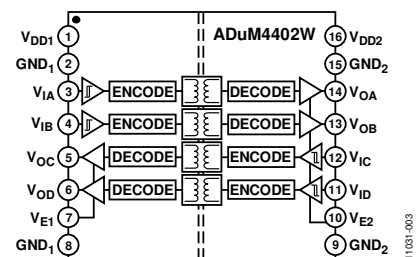 ADuM4402W
VDD1 1 16 VDD2
GND1 2 15 GND2
VIA 3 ENCODE DECODE 14 VOA
VIB 4 ENCODE DECODE 13 VOB
VOC 5 DECODE ENCODE 12 VIC
VOD 6 DECODE ENCODE 11 VID
VE1 7 10 VE2
GND1 8 9 GND2
11031-003